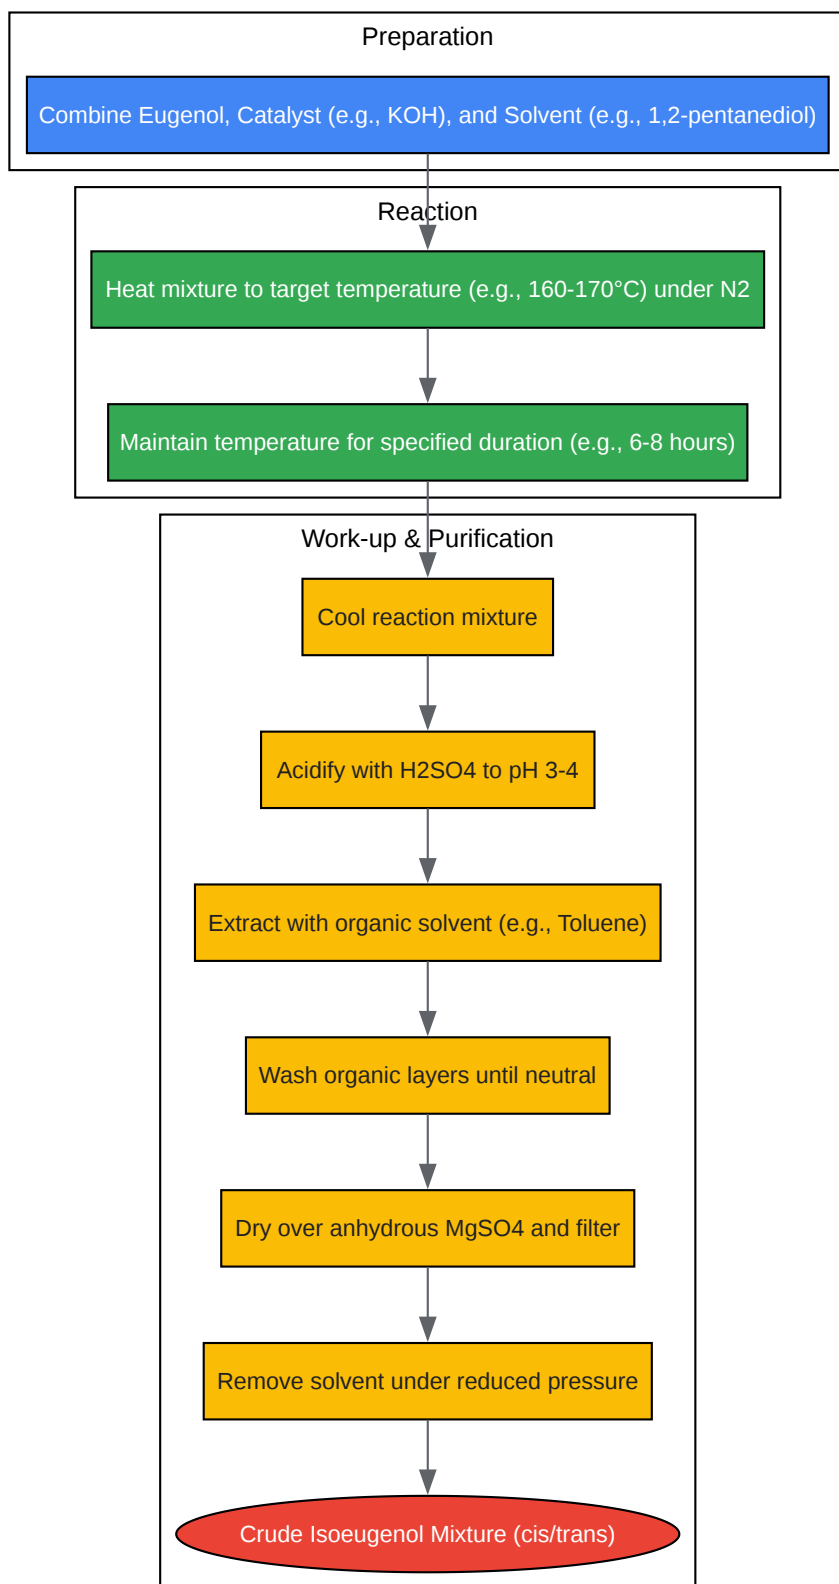 Preparation
Combine Eugenol, Catalyst (e.g., KOH), and Solvent (e.g., 1,2-pentanediol)
Reaction
Heat mixture to target temperature (e.g., 160-170°C) under N2
Maintain temperature for specified duration (e.g., 6-8 hours)
Work-up & Purification
Cool reaction mixture
Acidify with H2SO4 to pH 3-4
Extract with organic solvent (e.g., Toluene)
Wash organic layers until neutral
Dry over anhydrous MgSO4 and filter
Remove solvent under reduced pressure
Crude Isoeugenol Mixture (cis/trans)